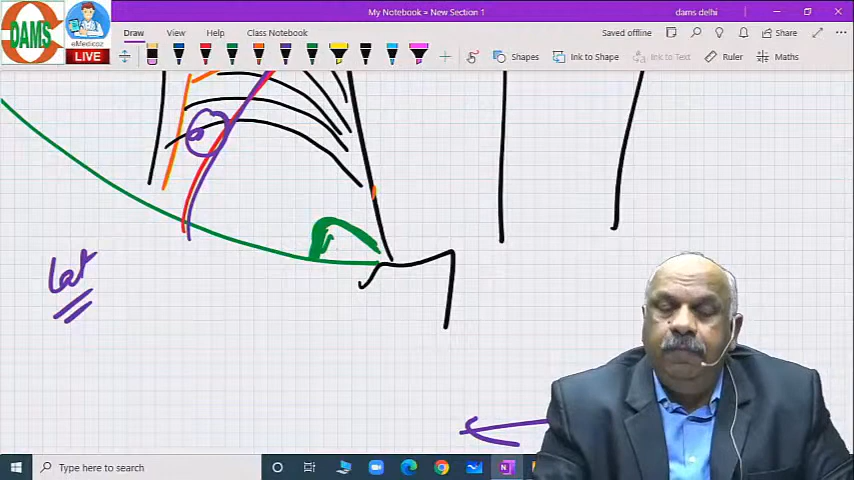 My Notebook = New Section 1
dams delhi
Draw
View
Help
Class Notebook
Saved offline
Share
Shapes
Ink to Shape
Ink to Text
Ruler
Maths
DAMS
eMedicoz
LIVE
Lat
Type here to search